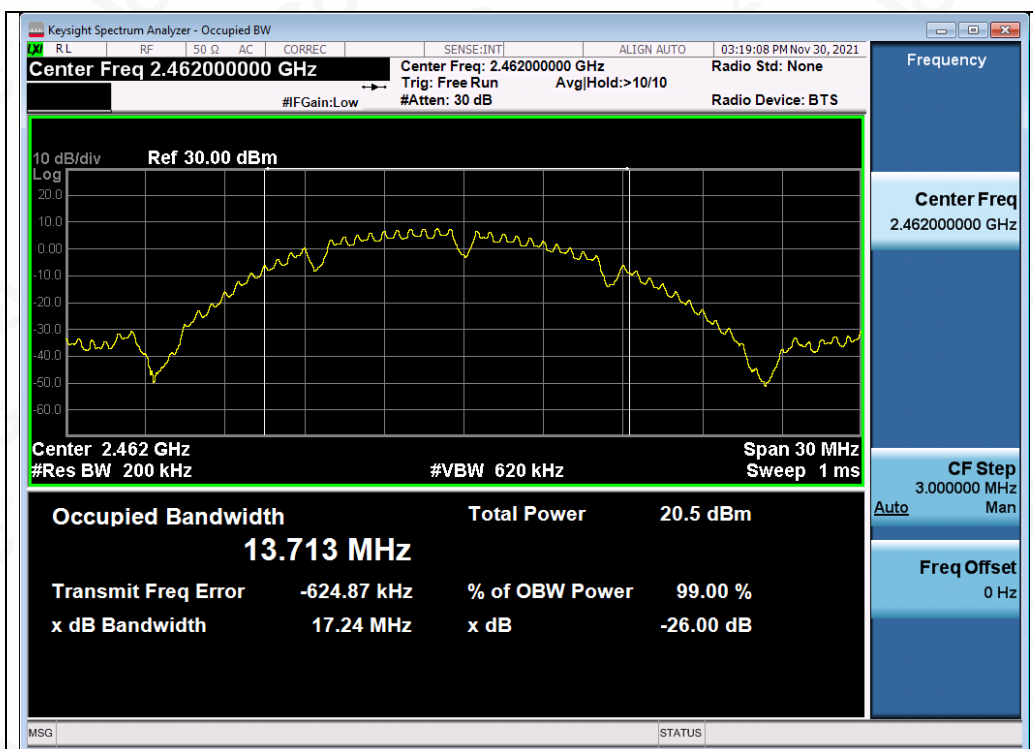 Keysight Spectrum Analyzer - Occupied BW
LXI RL RF 50 Ω AC CORREC SENSE:INT ALIGN AUTO 03:19:08 PM Nov 30, 2021
Center Freq 2.462000000 GHz
Center Freq: 2.462000000 GHz
Radio Std: None
Trig: Free Run Avg|Hold:>10/10
#IFGain:Low
#Atten: 30 dB
Radio Device: BTS
10 dB/div Ref 30.00 dBm
Log
20.0
10.0
0.00
-10.0
-20.0
-30.0
-40.0
-50.0
-60.0
Center 2.462 GHz
Span 30 MHz
#Res BW 200 kHz
#VBW 620 kHz
Sweep 1 ms
Occupied Bandwidth
Total Power 20.5 dBm
13.713 MHz
Transmit Freq Error -624.87 kHz
% of OBW Power 99.00 %
x dB Bandwidth 17.24 MHz
x dB -26.00 dB
Frequency
Center Freq
2.462000000 GHz
CF Step
3.000000 MHz
Auto Man
Freq Offset
0 Hz
MSG
STATUS